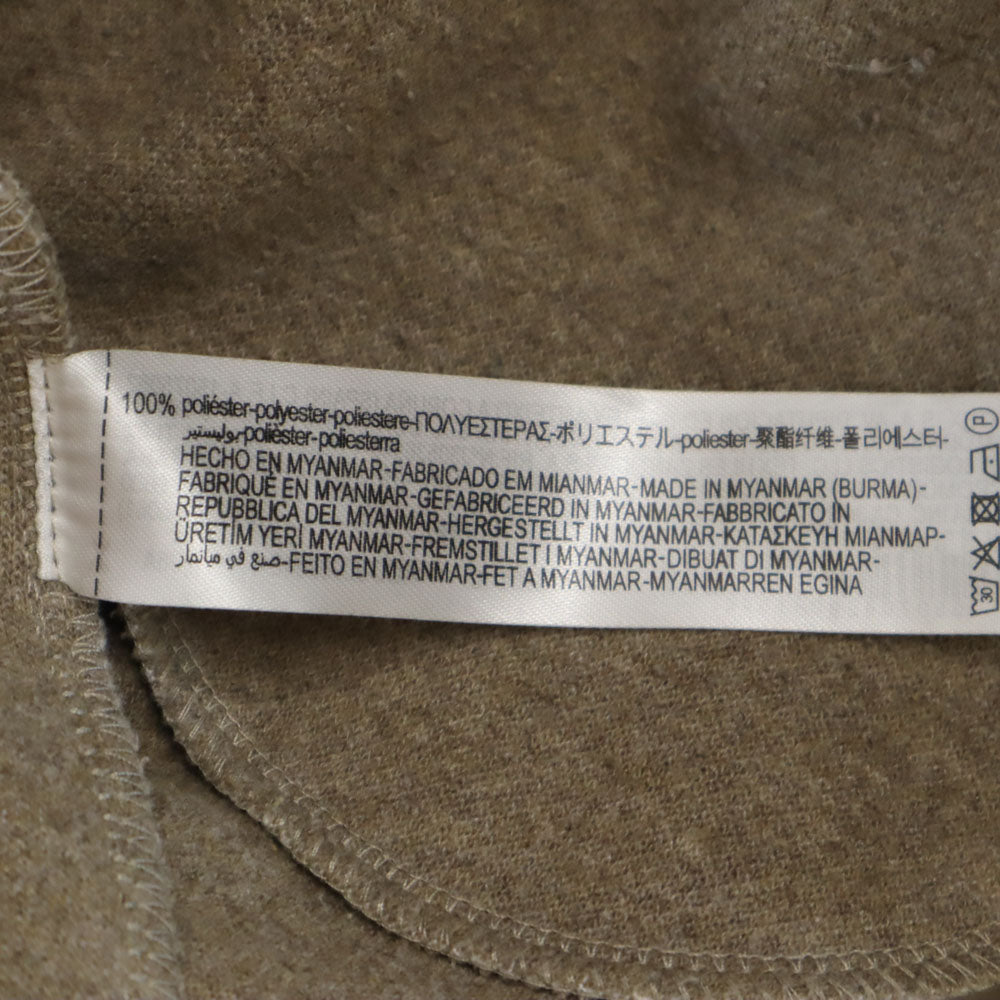 100% poliéster-polyester-poliestere-ΠΟΛΥΕΣΤΕΡΑΣ-ポリエステル-poliester-聚酯纤维-폴리에스터-
بوليستير-polièster-poliesterra
HECHO EN MYANMAR-FABRICADO EM MIANMAR-MADE IN MYANMAR (BURMA)-
FABRIQUÉ EN MYANMAR-GEFABRICEERD IN MYANMAR-FABBRICATO IN
REPUBBLICA DEL MYANMAR-HERGESTELLT IN MYANMAR-ΚΑΤΑΣΚΕΥΗ ΜΙΑΝΜΑΡ-
ÜRETİM YERİ MYANMAR-FREMSTILLET I MYANMAR-DIBUAT DI MYANMAR-
صنع في ميانمار-FEITO EN MYANMAR-FET A MYANMAR-MYANMARREN EGINA
P
30